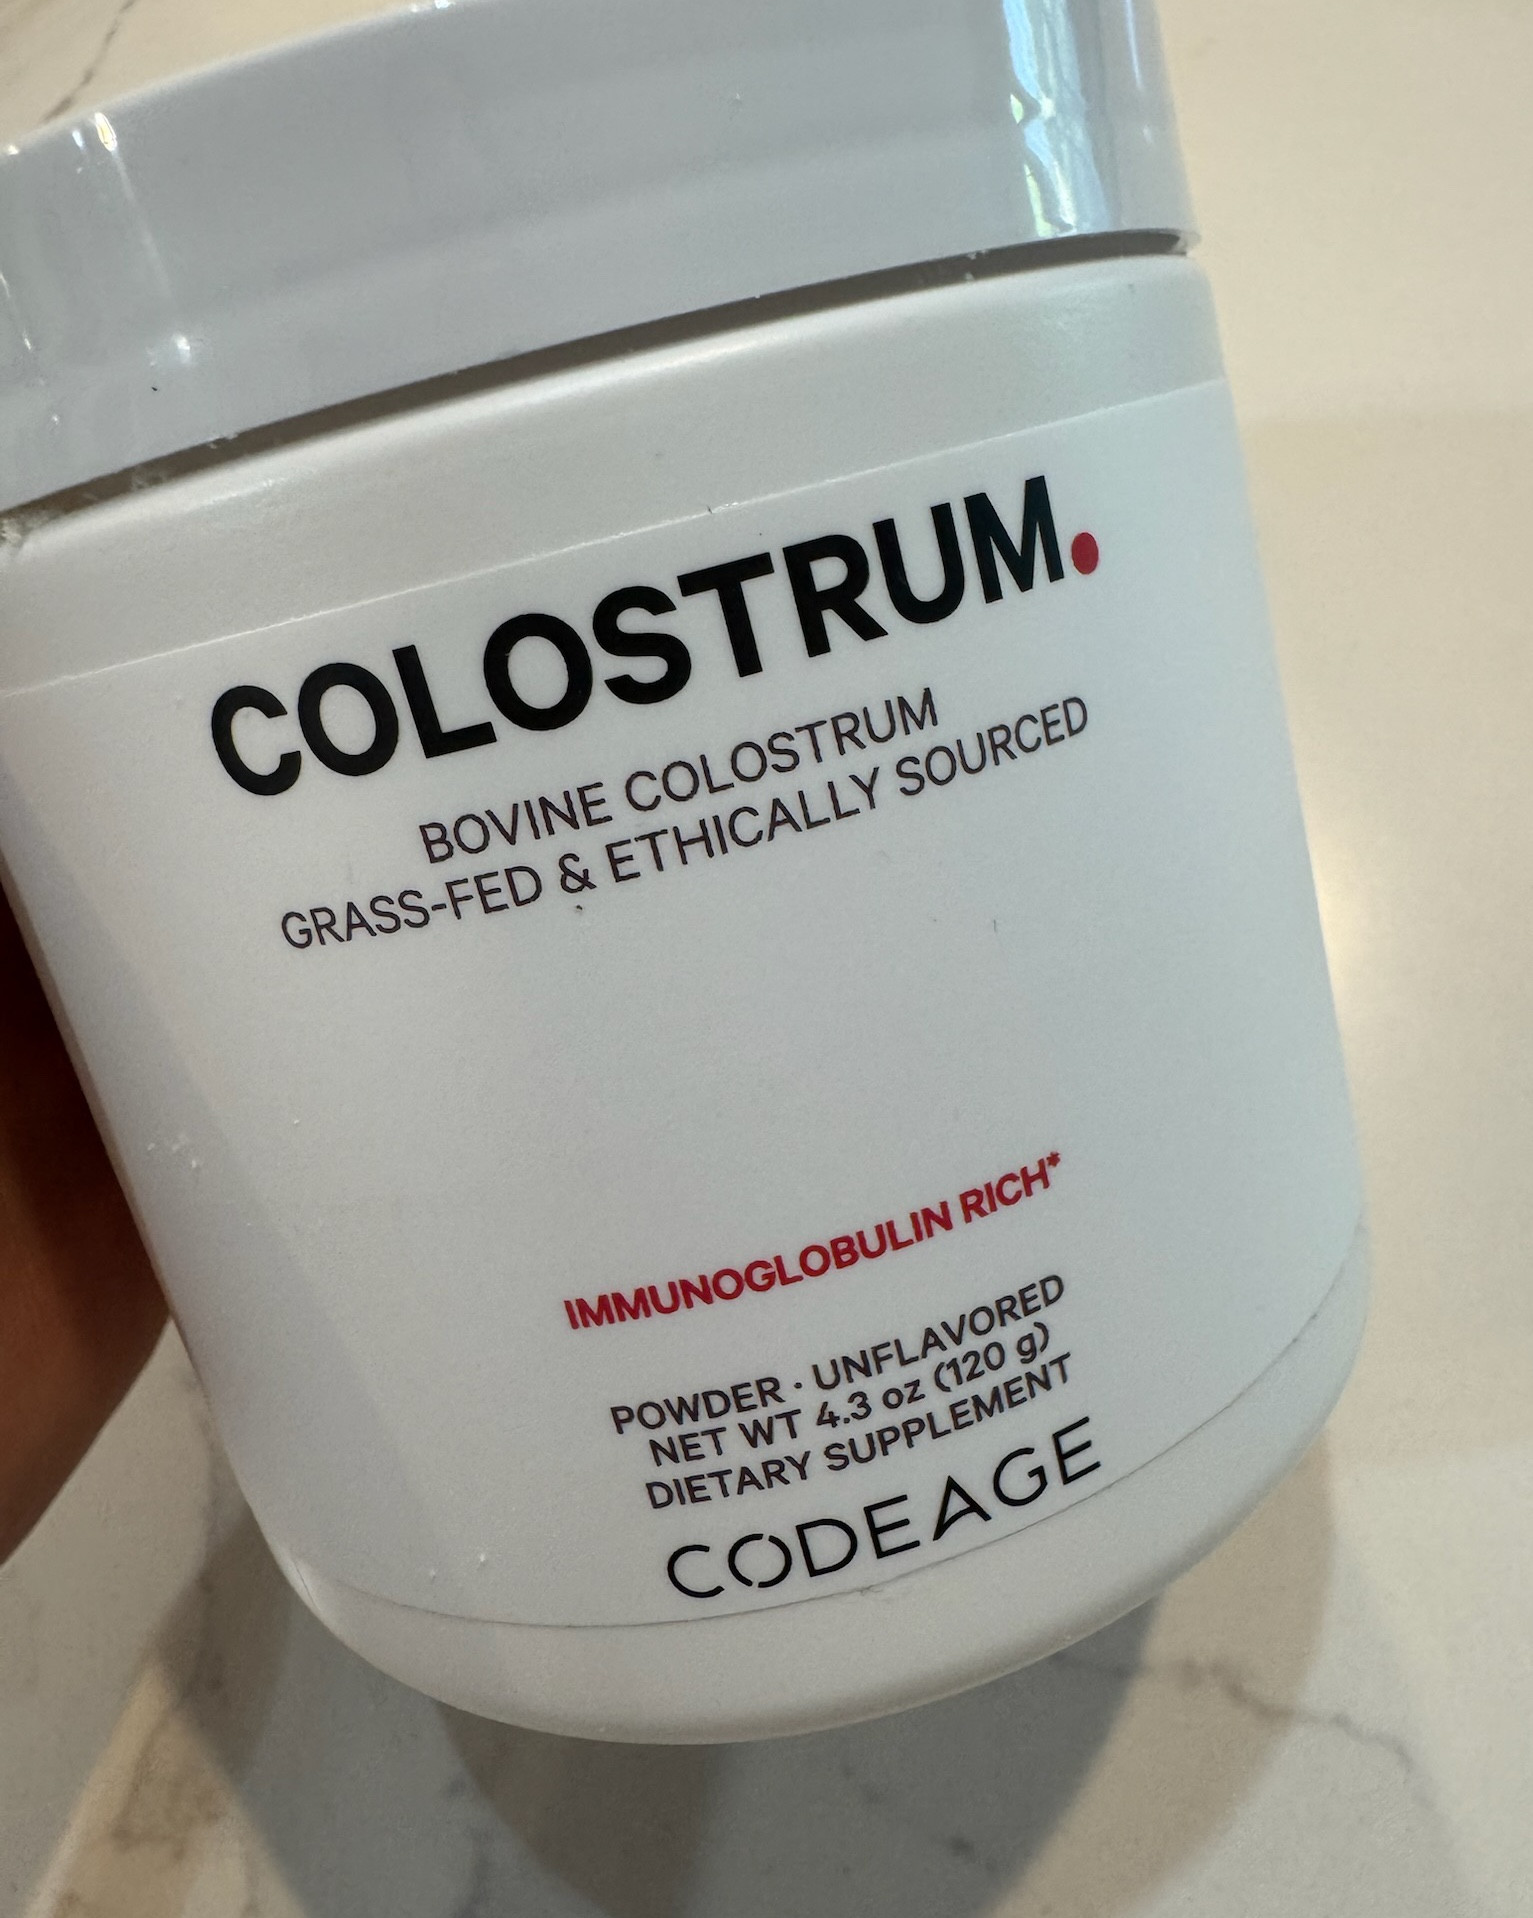 COLOSTRUM.
BOVINE COLOSTRUM
GRASS-FED & ETHICALLY SOURCED
IMMUNOGLOBULIN RICH*
POWDER · UNFLAVORED
NET WT 4.3 oz (120 g)
DIETARY SUPPLEMENT
CODEAGE